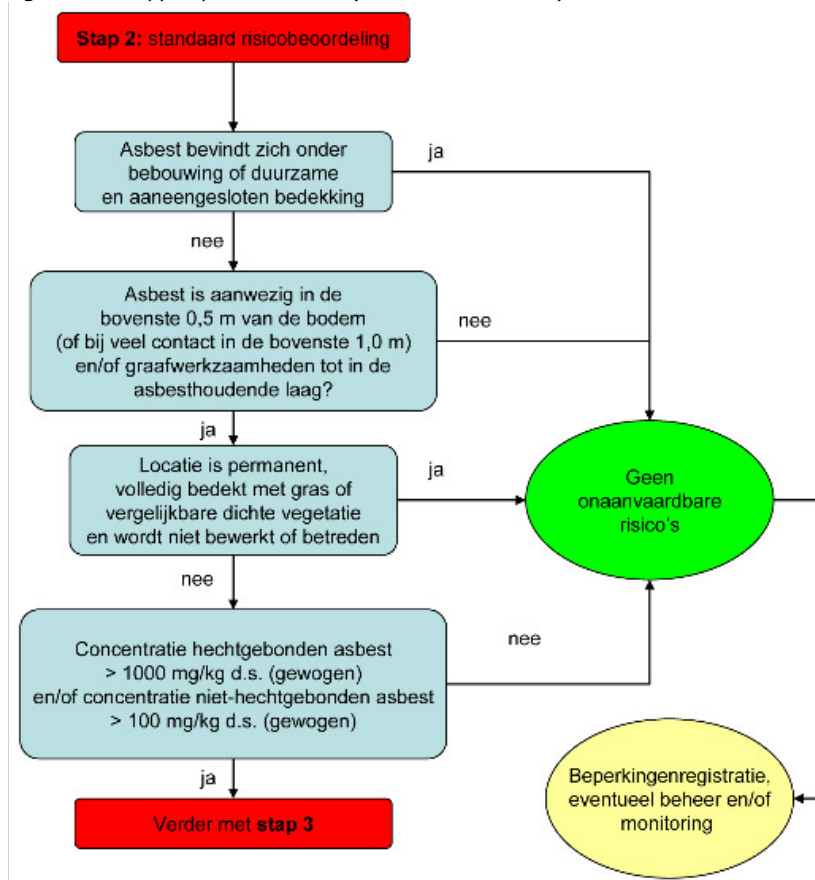 Stap 2: standaard risicobeoordeling
Asbest bevindt zich onder
bebouwing of duurzame
en aaneengesloten bedekking
ja
nee
Asbest is aanwezig in de
bovenste 0,5 m van de bodem
(of bij veel contact in de bovenste 1,0 m)
en/of graafwerkzaamheden tot in de
asbesthoudende laag?
nee
ja
Locatie is permanent,
volledig bedekt met gras of
vergelijkbare dichte vegetatie
en wordt niet bewerkt of betreden
ja
nee
Geen
onaanvaardbare
risico's
Concentratie hechtgebonden asbest
> 1000 mg/kg d.s. (gewogen)
en/of concentratie niet-hechtgebonden asbest
> 100 mg/kg d.s. (gewogen)
nee
ja
Verder met stap 3
Beperkingenregistratie,
eventueel beheer en/of
monitoring